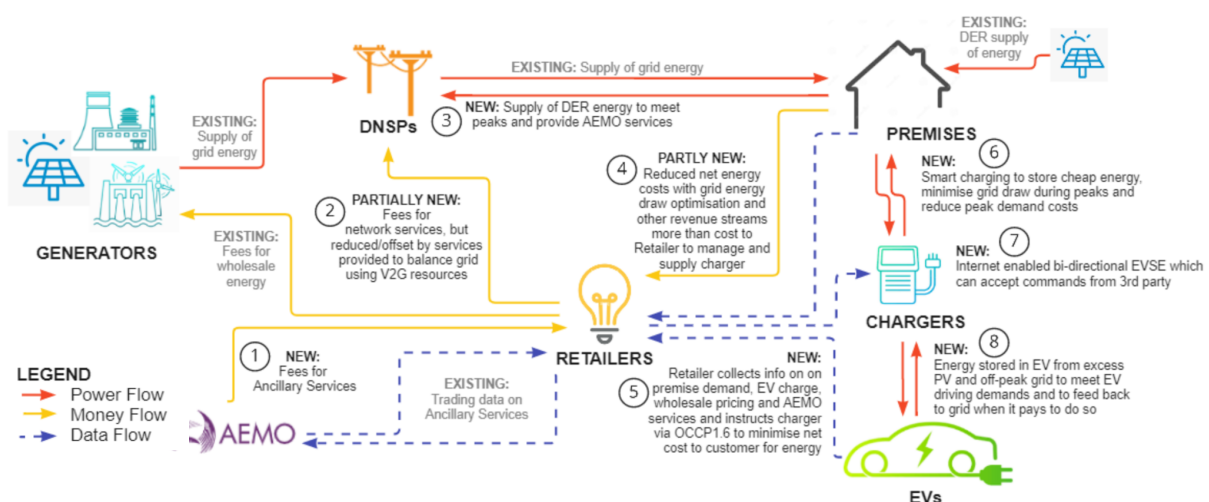 EXISTING:
DER supply
of energy
EXISTING: Supply of grid energy
EXISTING:
Supply of
grid energy
DNSPs
3
NEW: Supply of DER energy to meet
peaks and provide AEMO services
PREMISES
GENERATORS
2
PARTIALLY NEW:
Fees for
network services, but
reduced/offset by services
provided to balance grid
using V2G resources
4
PARTLY NEW:
Reduced net energy
costs with grid energy
draw optimisation and
other revenue streams
more than cost to
Retailer to manage and
supply charger
6
NEW:
Smart charging to store cheap energy,
minimise grid draw during peaks and
reduce peak demand costs
EXISTING:
Fees for
wholesale
energy
7
NEW:
Internet enabled bi-directional EVSE which
can accept commands from 3rd party
CHARGERS
RETAILERS
1
NEW:
Fees for
Ancillary Services
EXISTING:
Trading data on
Ancillary Services
5
NEW:
Retailer collects info on on
premise demand, EV charge,
wholesale pricing and AEMO
services and instructs charger
via OCCP1.6 to minimise net
cost to customer for energy
8
NEW:
Energy stored in EV from excess
PV and off-peak grid to meet EV
driving demands and to feed back
to grid when it pays to do so
LEGEND
Power Flow
Money Flow
Data Flow
AEMO
EVs